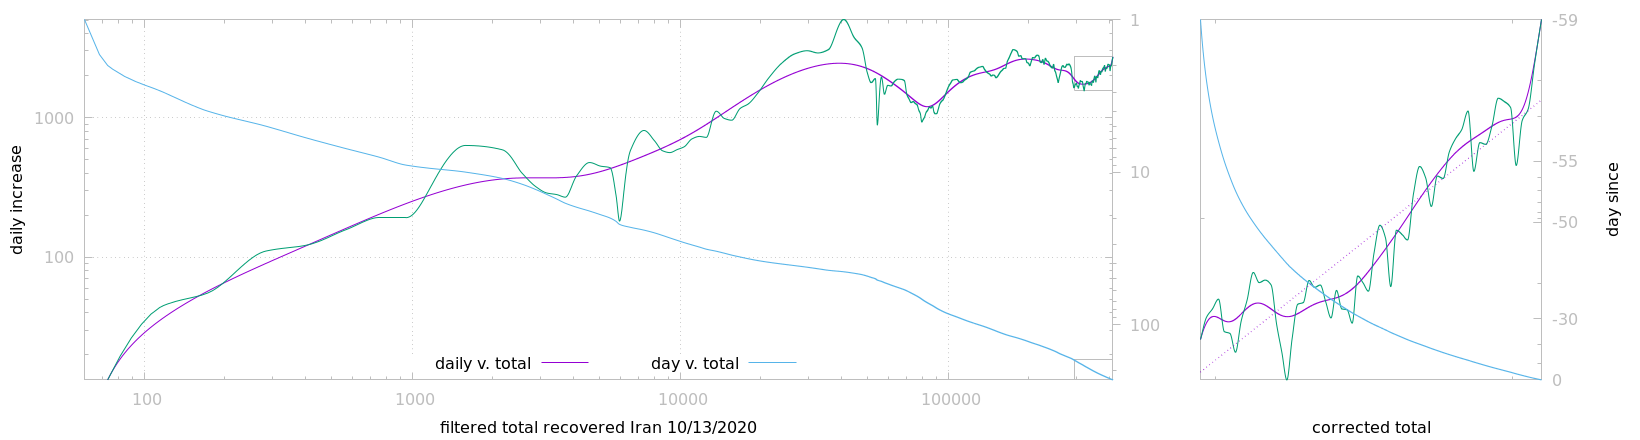 1
-59
1000
10
-55
daily increase
-50
day since
100
-30
100
daily v. total
day v. total
0
100
1000
10000
100000
filtered total recovered Iran 10/13/2020
corrected total